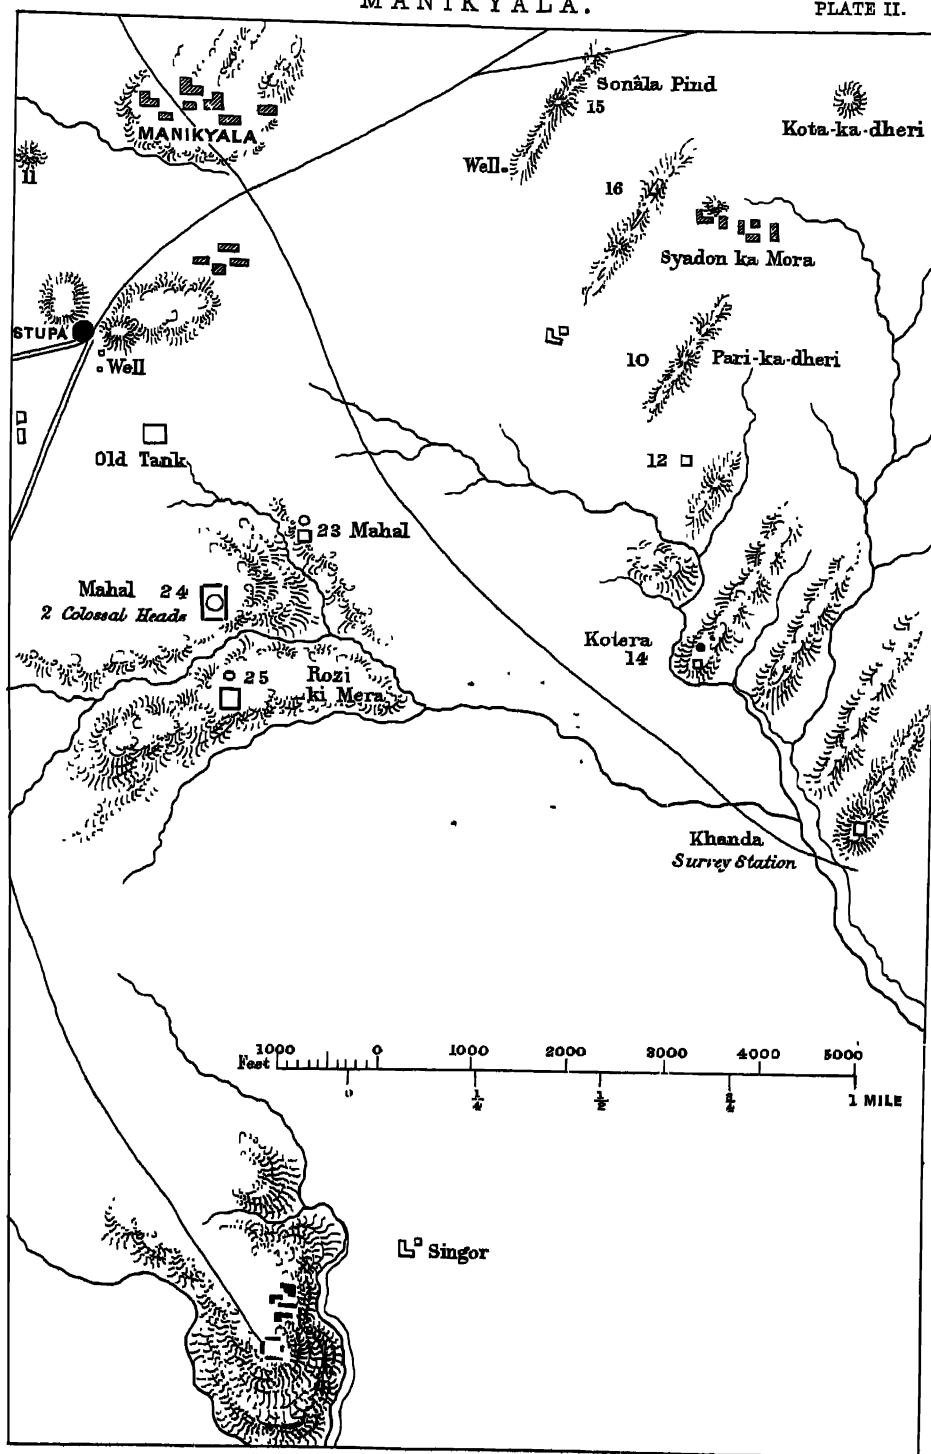 MANIKYALA.
PLATE II.
Sonâla Pind
15
Kota-ka-dheri
MANIKYALA
11
Well
16
Syadon ka Mora
STUPA
Well
10
Pari-ka-dheri
Old Tank
12
23 Mahal
Mahal 24
2 Colossal Heads
Kotera
14
25
Rozi
ki Mera
Khanda
Survey Station
Feet 1000 0 1000 2000 3000 4000 5000
0 1/4 1/2 3/4 1 MILE
Singor